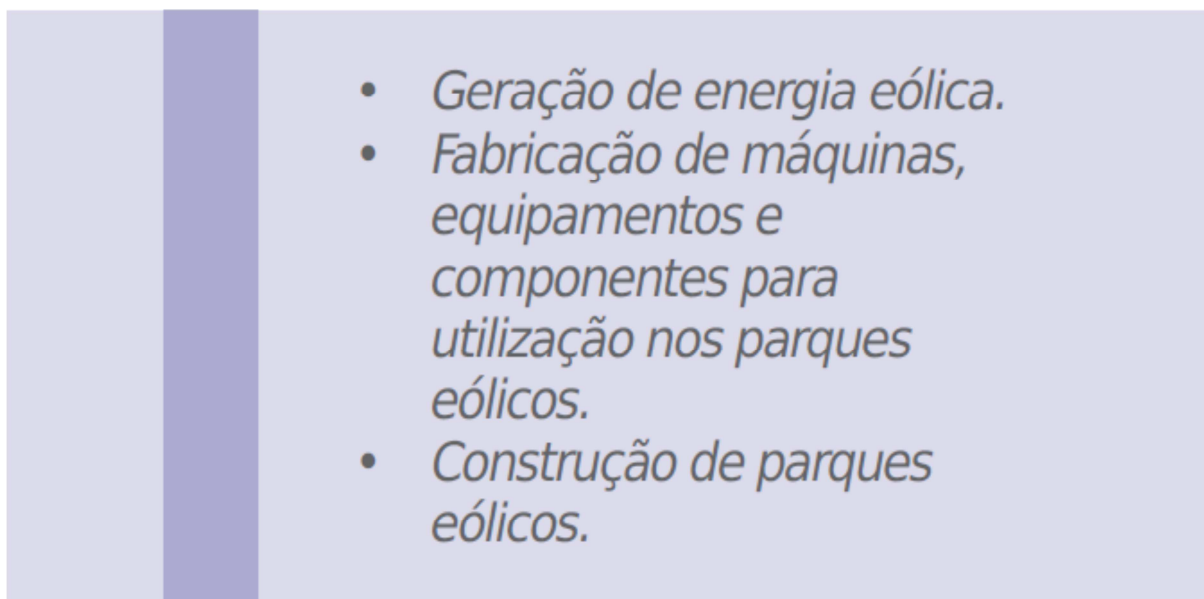 • Geração de energia eólica.
• Fabricação de máquinas,
equipamentos e
componentes para
utilização nos parques
eólicos.
• Construção de parques
eólicos.